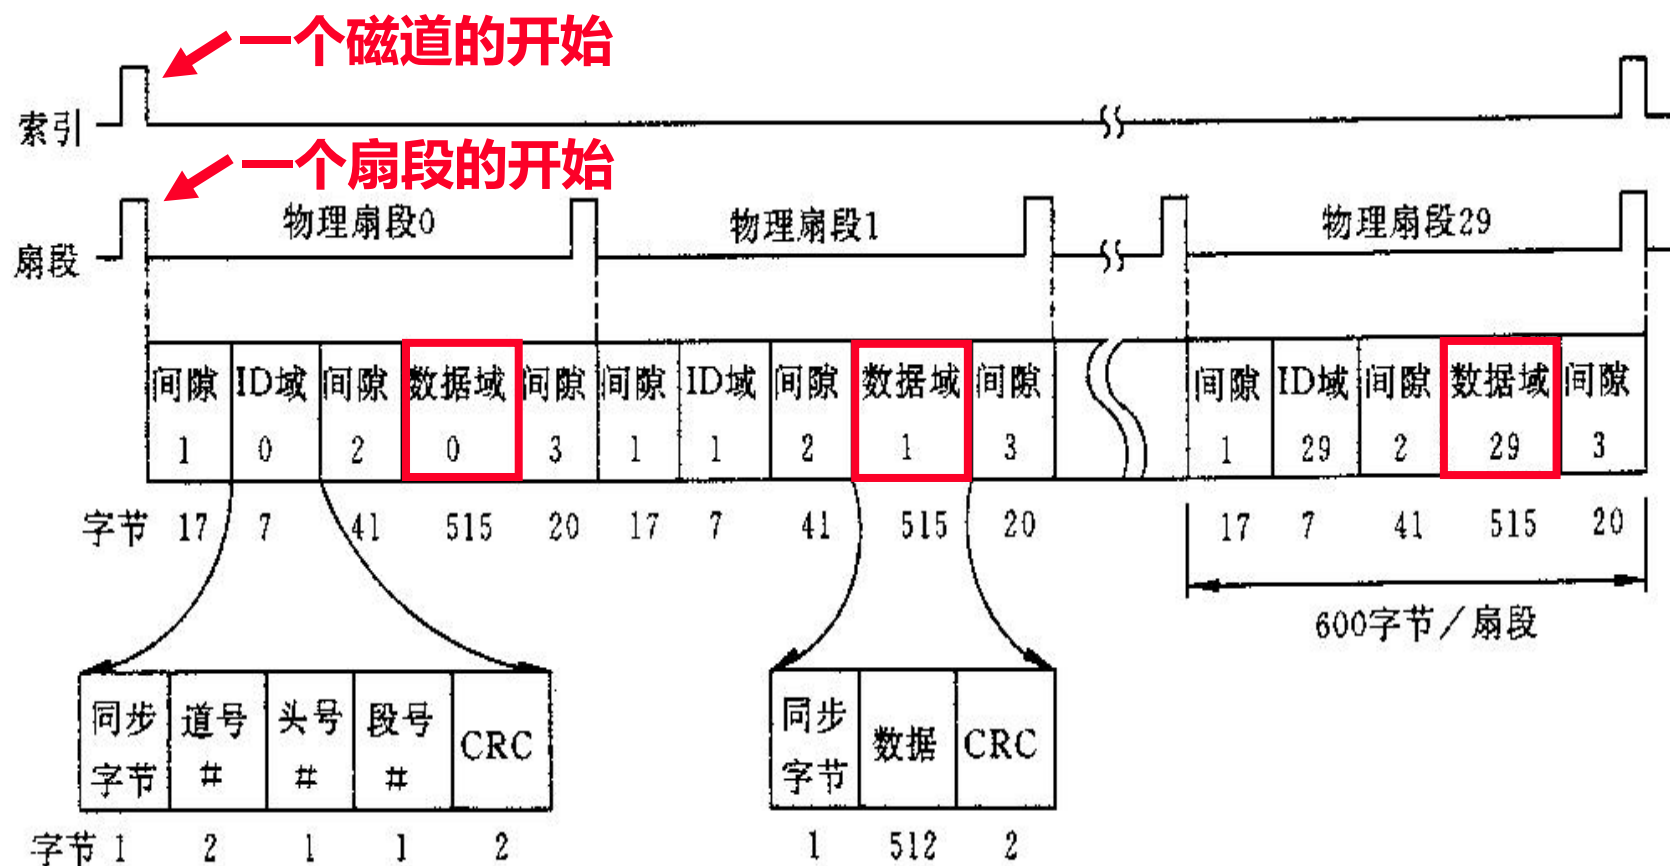 一个磁道的开始
索引
一个扇段的开始
物理扇段0 物理扇段1 物理扇段29
扇段
间隙 ID域 间隙 数据域 间隙 间隙 ID域 间隙 数据域 间隙 间隙 ID域 间隙 数据域 间隙
1 0 2 0 3 1 1 2 1 3 1 29 2 29 3
字节 17 7 41 515 20 17 7 41 515 20 17 7 41 515 20
600字节/扇段
同步 道号 头号 段号 CRC 同步 数据 CRC
字节 # # # 字节
字节 1 2 1 1 2 1 512 2